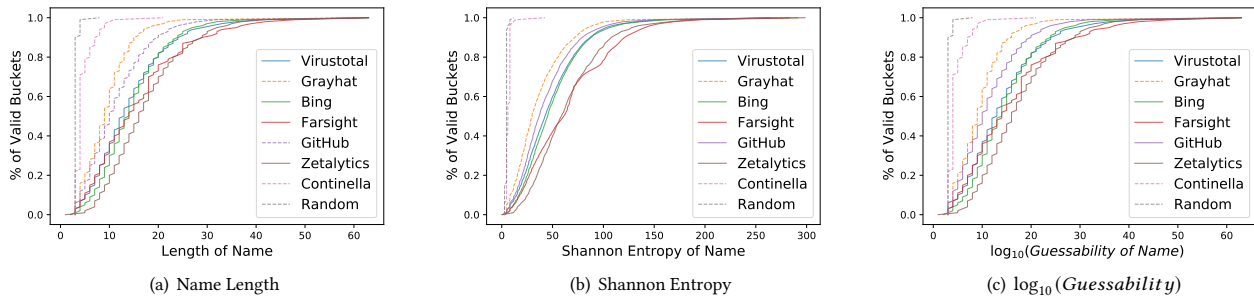 % of Valid Buckets
1.0
0.8
0.6
0.4
0.2
0.0
Virustotal
Grayhat
Bing
Farsight
GitHub
Zetalytics
Continella
Random
0 10 20 30 40 50 60
Length of Name
(a) Name Length
% of Valid Buckets
1.0
0.8
0.6
0.4
0.2
0.0
Virustotal
Grayhat
Bing
Farsight
GitHub
Zetalytics
Continella
Random
0 50 100 150 200 250 300
Shannon Entropy of Name
(b) Shannon Entropy
% of Valid Buckets
1.0
0.8
0.6
0.4
0.2
0.0
Virustotal
Grayhat
Bing
Farsight
GitHub
Zetalytics
Continella
Random
0 10 20 30 40 50 60
log₁₀(Guessability of Name)
(c) log₁₀(Guessability)